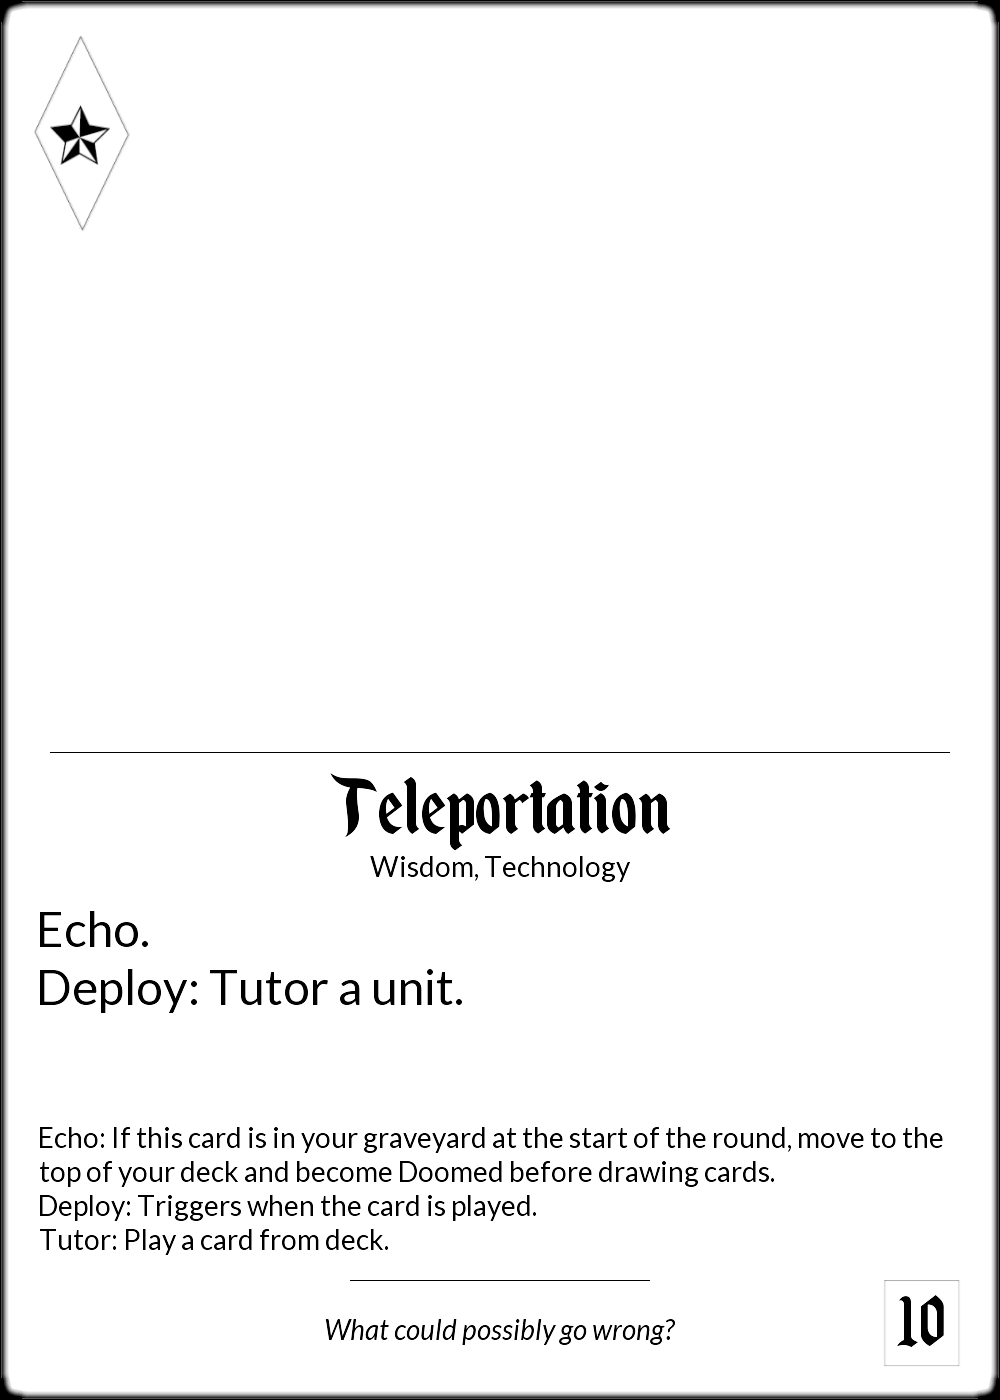 Teleportation
Wisdom, Technology
Echo.
Deploy: Tutor a unit.
Echo: If this card is in your graveyard at the start of the round, move to the
top of your deck and become Doomed before drawing cards.
Deploy: Triggers when the card is played.
Tutor: Play a card from deck.
What could possibly go wrong?
10